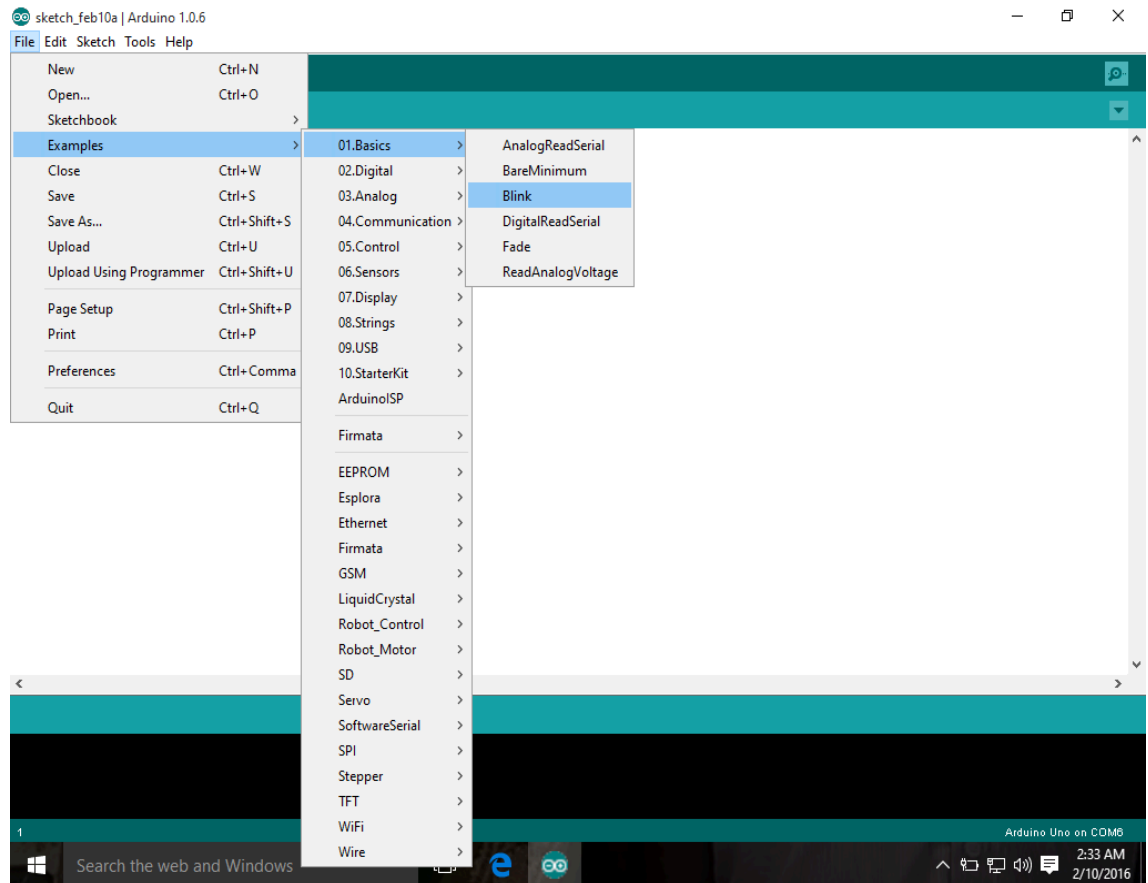 sketch_feb10a | Arduino 1.0.6
File Edit Sketch Tools Help
New Ctrl+N
Open... Ctrl+O
Sketchbook
Examples
Close Ctrl+W
Save Ctrl+S
Save As... Ctrl+Shift+S
Upload Ctrl+U
Upload Using Programmer Ctrl+Shift+U
Page Setup Ctrl+Shift+P
Print Ctrl+P
Preferences Ctrl+Comma
Quit Ctrl+Q
01.Basics
02.Digital
03.Analog
04.Communication
05.Control
06.Sensors
07.Display
08.Strings
09.USB
10.StarterKit
ArduinoISP
Firmata
EEPROM
Esplora
Ethernet
Firmata
GSM
LiquidCrystal
Robot_Control
Robot_Motor
SD
Servo
SoftwareSerial
SPI
Stepper
TFT
WiFi
Wire
AnalogReadSerial
BareMinimum
Blink
DigitalReadSerial
Fade
ReadAnalogVoltage
1
Arduino Uno on COM6
Search the web and Windows
2:33 AM
2/10/2016